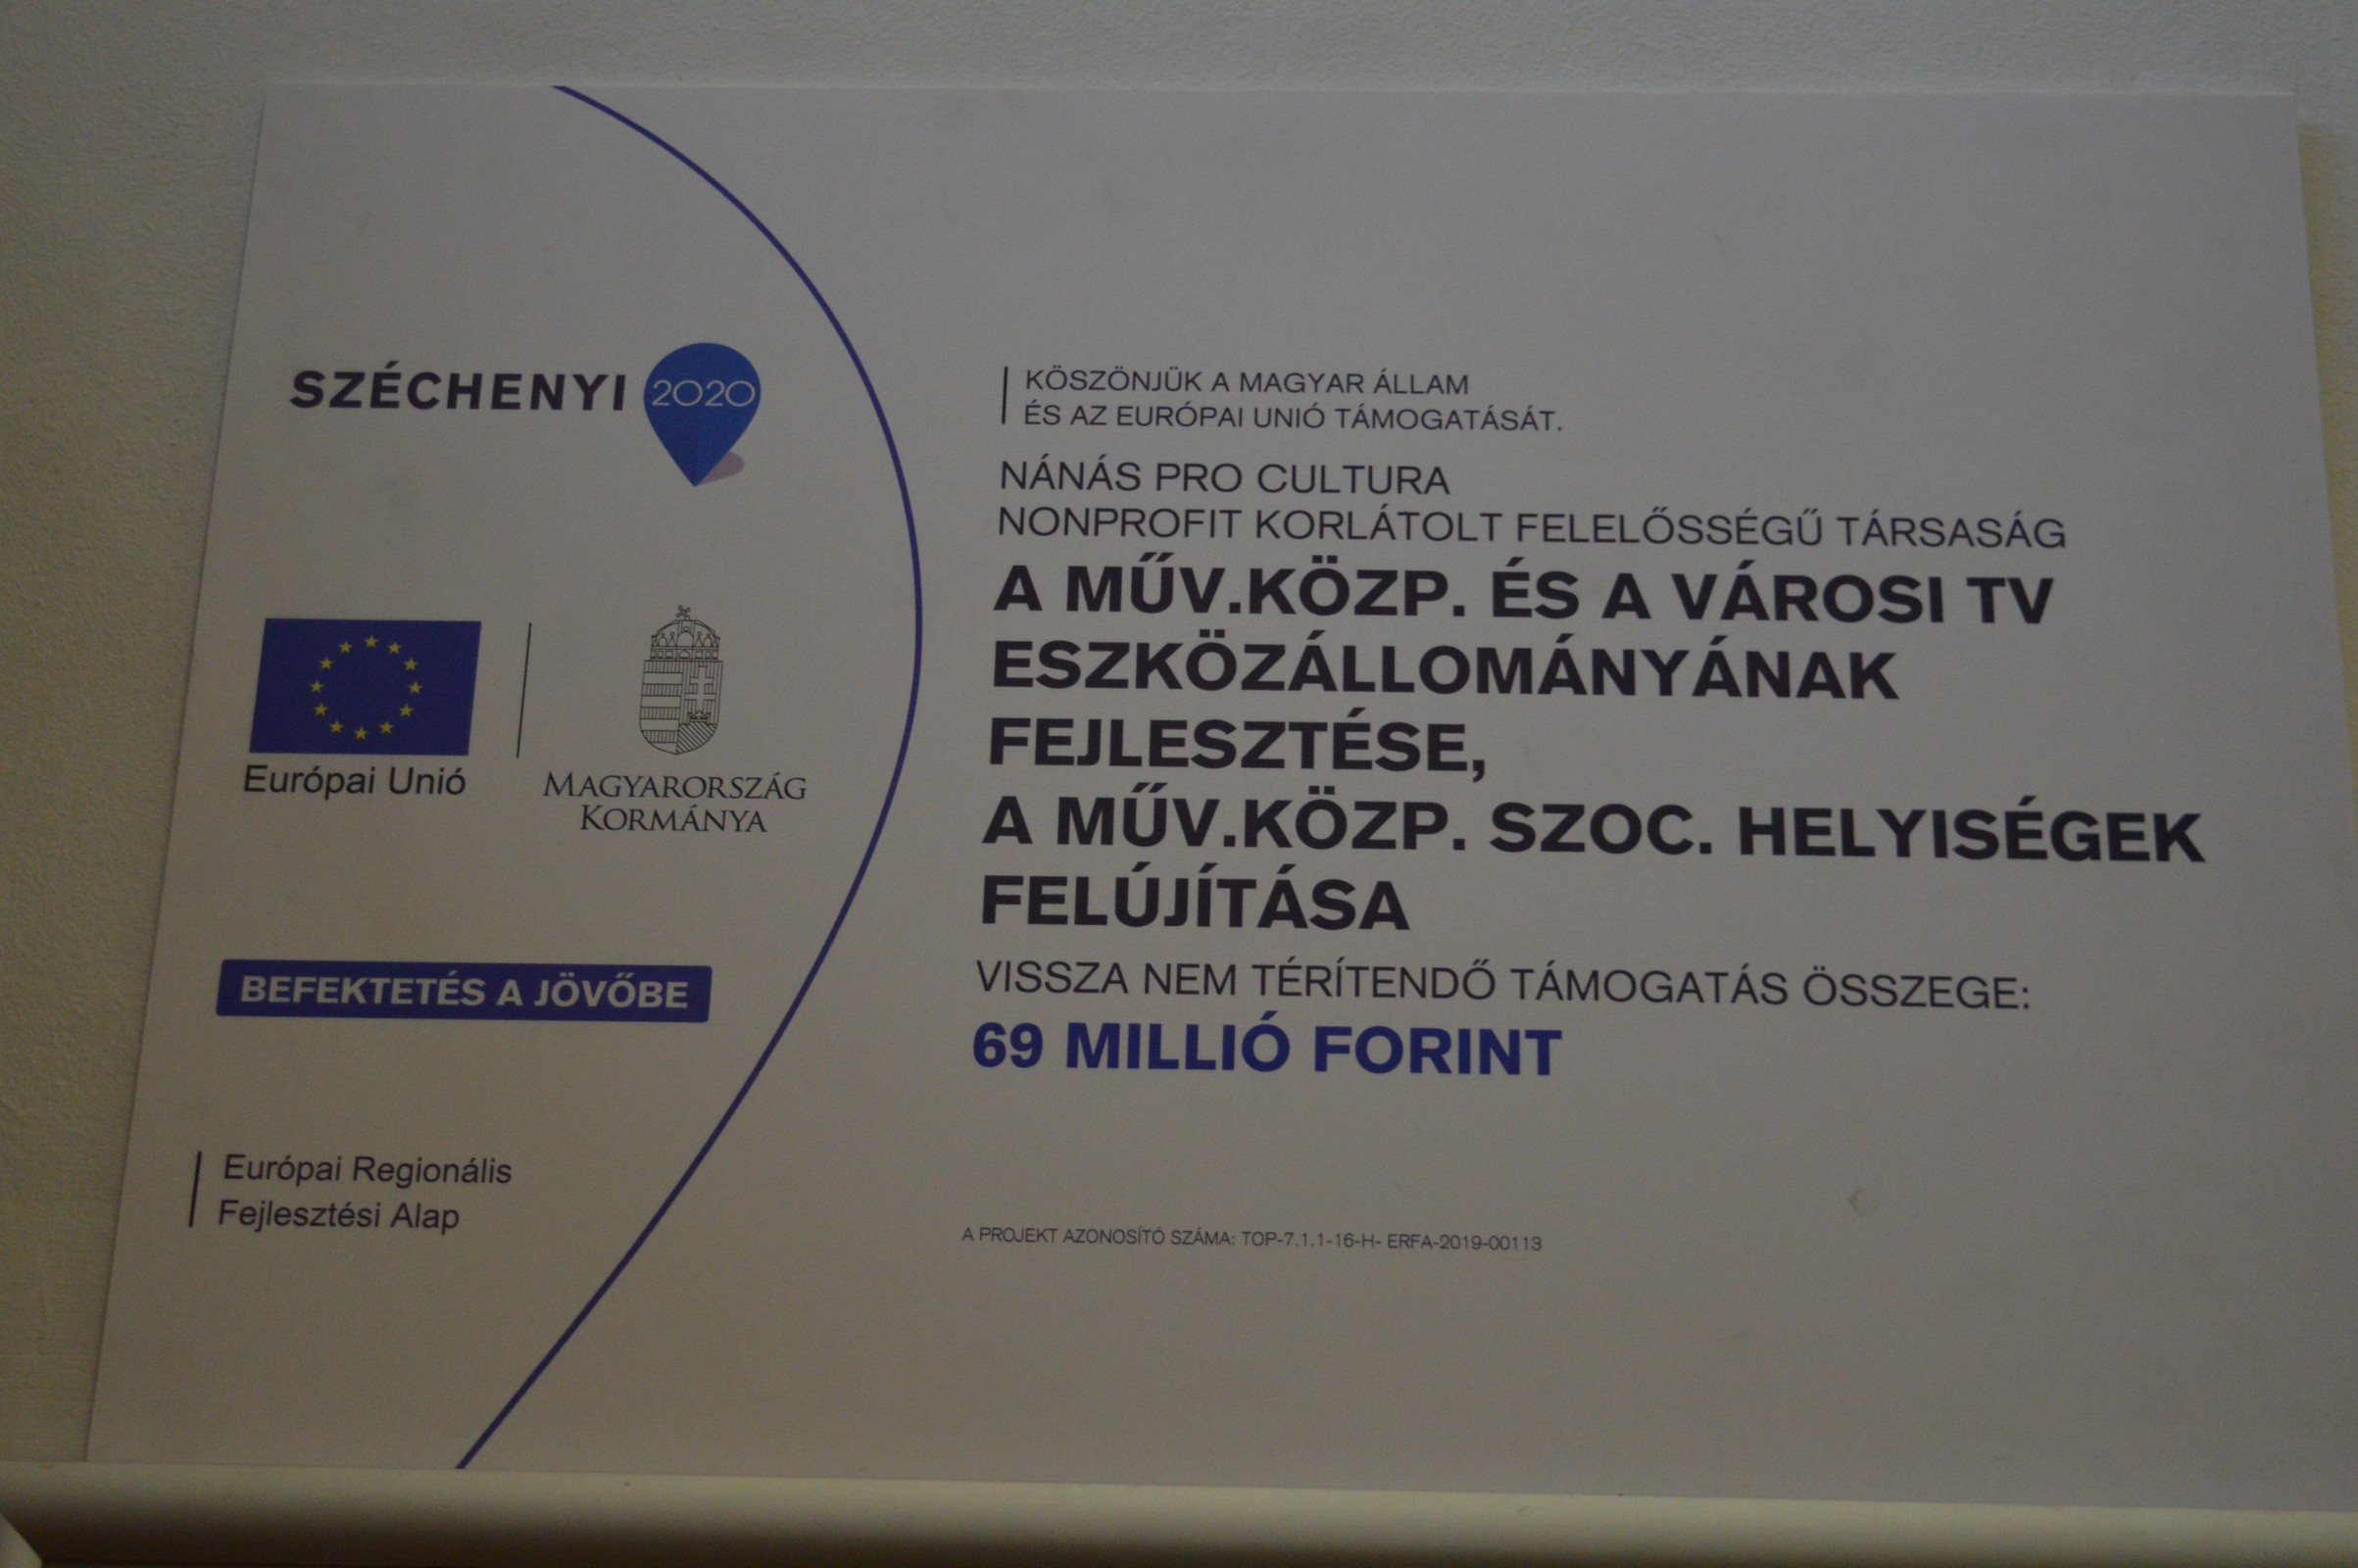 SZÉCHENYI 2020
Európai Unió
MAGYARORSZÁG
KORMÁNYA
BEFEKTETÉS A JÖVŐBE
Európai Regionális
Fejlesztési Alap
KÖSZÖNJÜK A MAGYAR ÁLLAM
ÉS AZ EURÓPAI UNIÓ TÁMOGATÁSÁT.
NÁNÁS PRO CULTURA
NONPROFIT KORLÁTOLT FELELŐSSÉGŰ TÁRSASÁG
A MŰV.KÖZP. ÉS A VÁROSI TV
ESZKÖZÁLLOMÁNYÁNAK
FEJLESZTÉSE,
A MŰV.KÖZP. SZOC. HELYISÉGEK
FELÚJÍTÁSA
VISSZA NEM TÉRÍTENDŐ TÁMOGATÁS ÖSSZEGE:
69 MILLIÓ FORINT
A PROJEKT AZONOSÍTÓ SZÁMA: TOP-7.1.1-16-H- ERFA-2019-00113